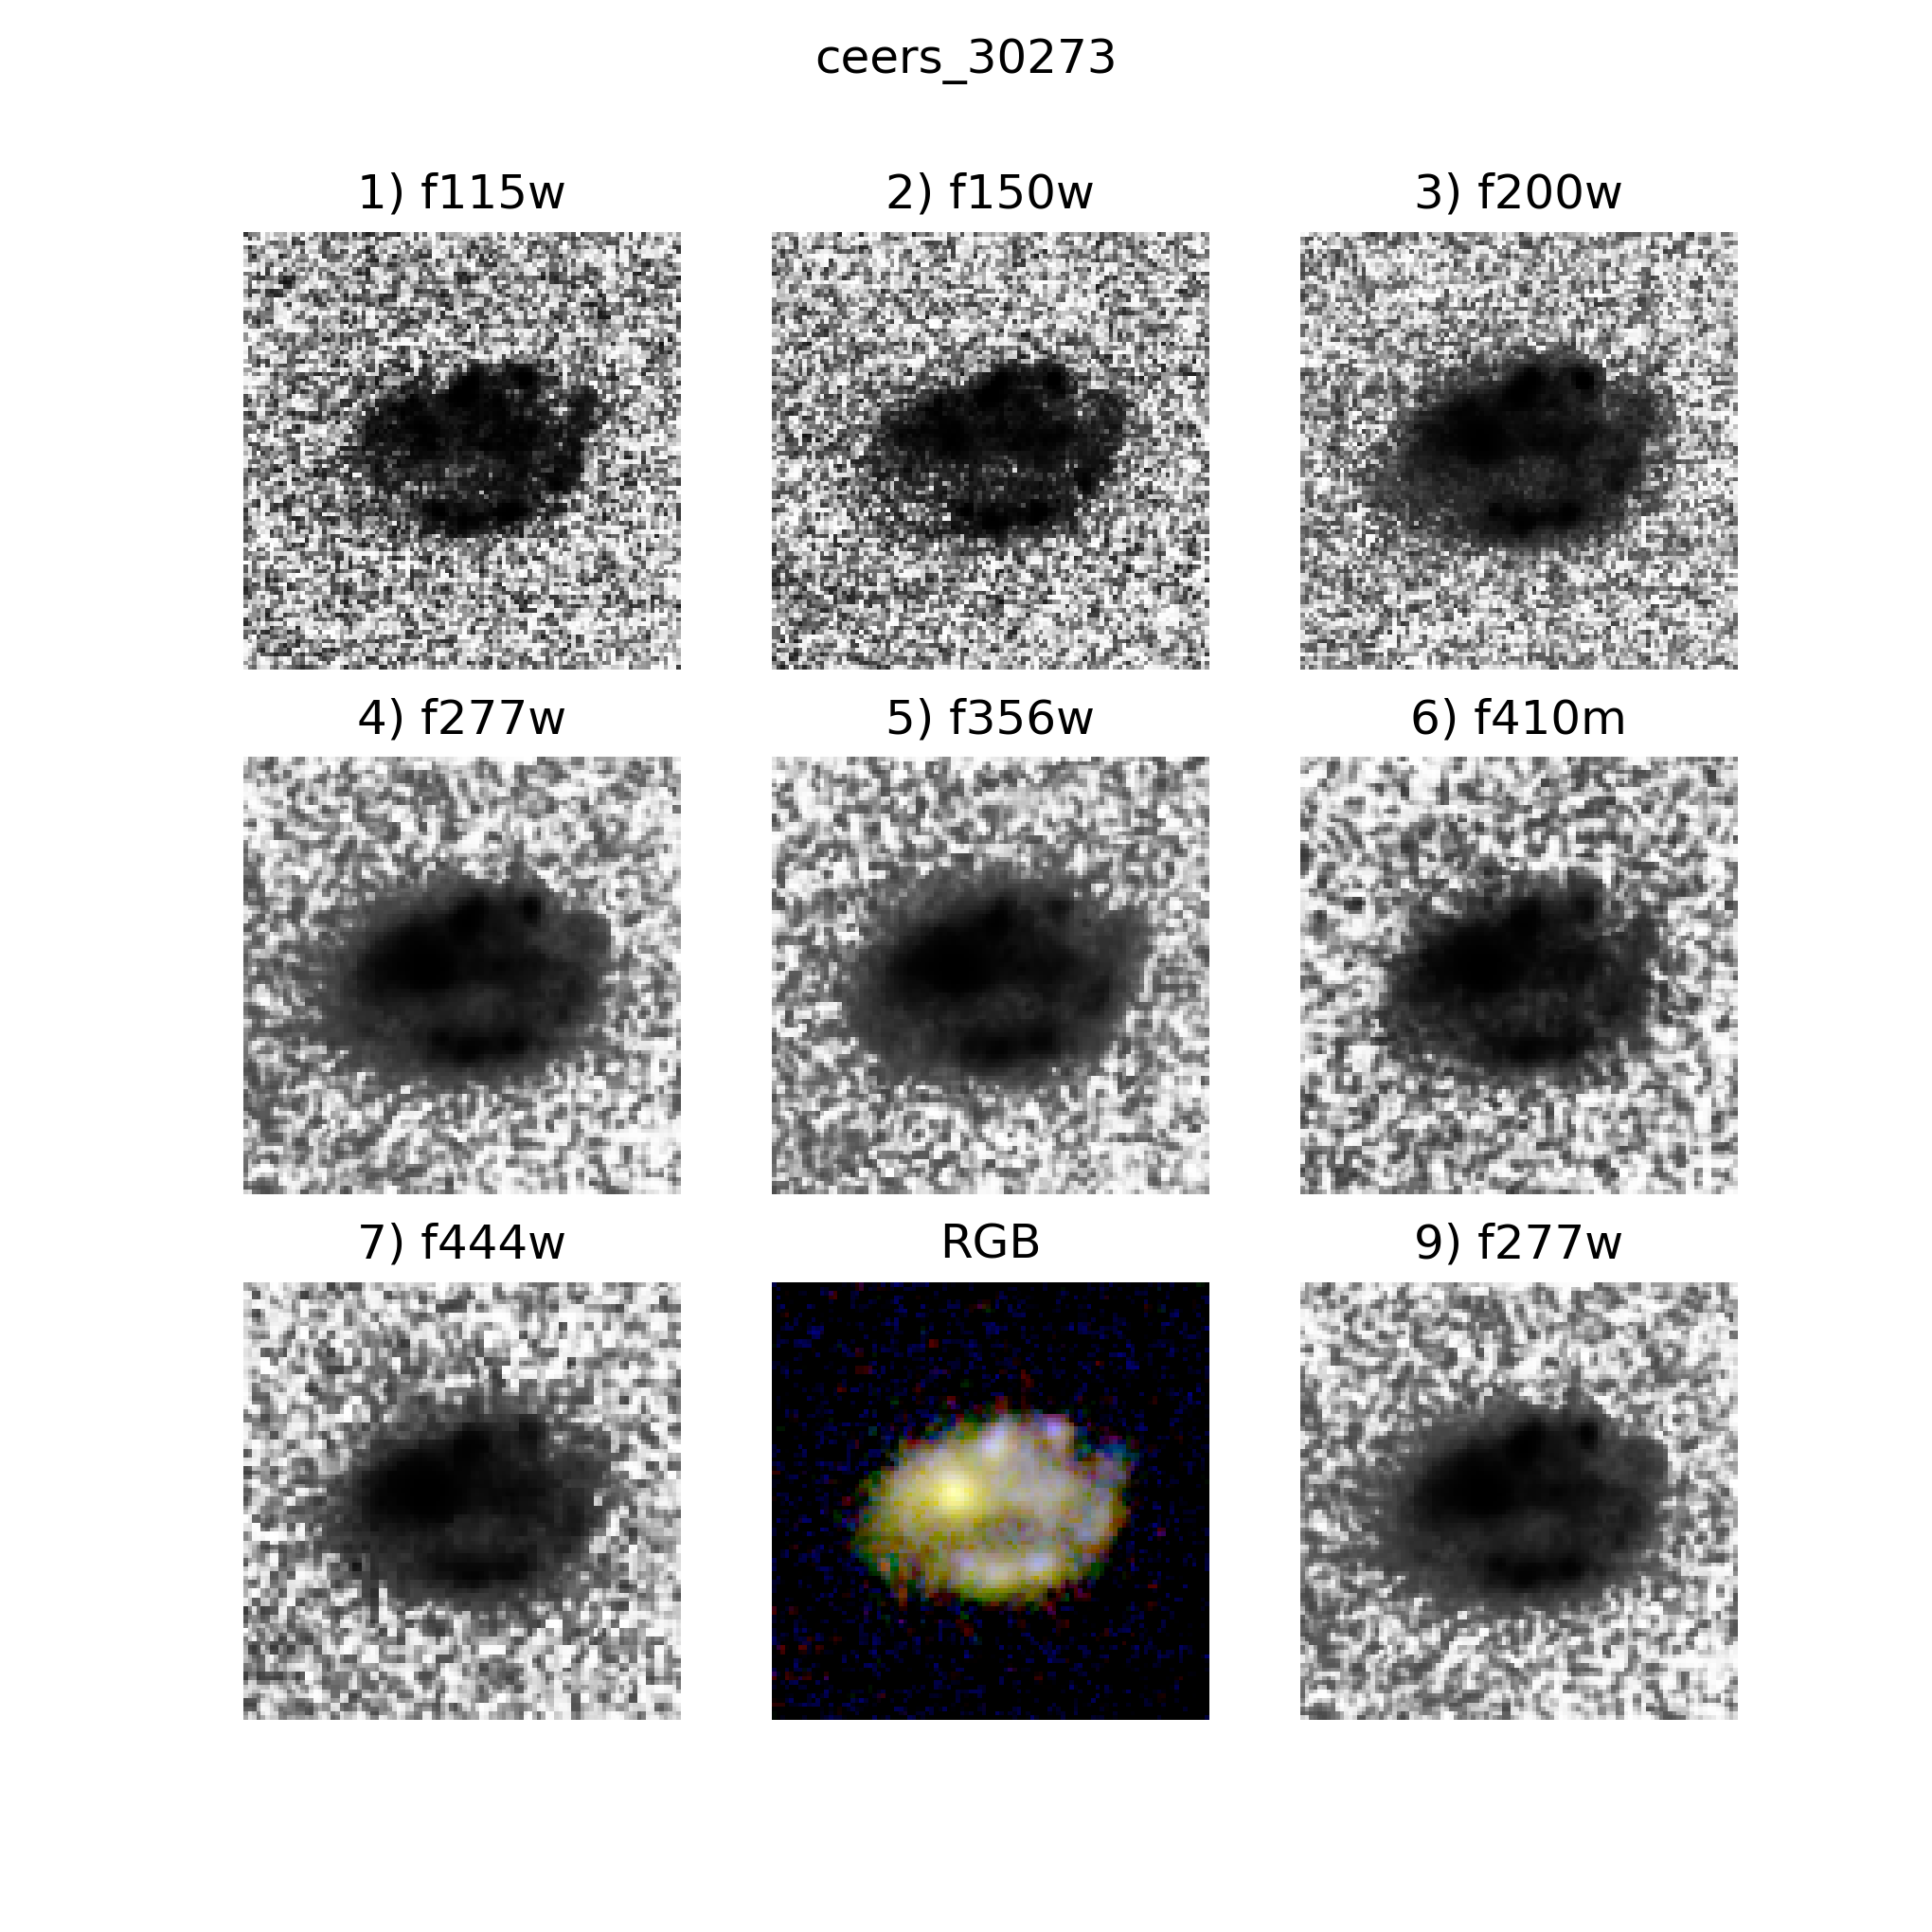 ceers_30273
1) f115w
2) f150w
3) f200w
4) f277w
5) f356w
6) f410m
7) f444w
RGB
9) f277w